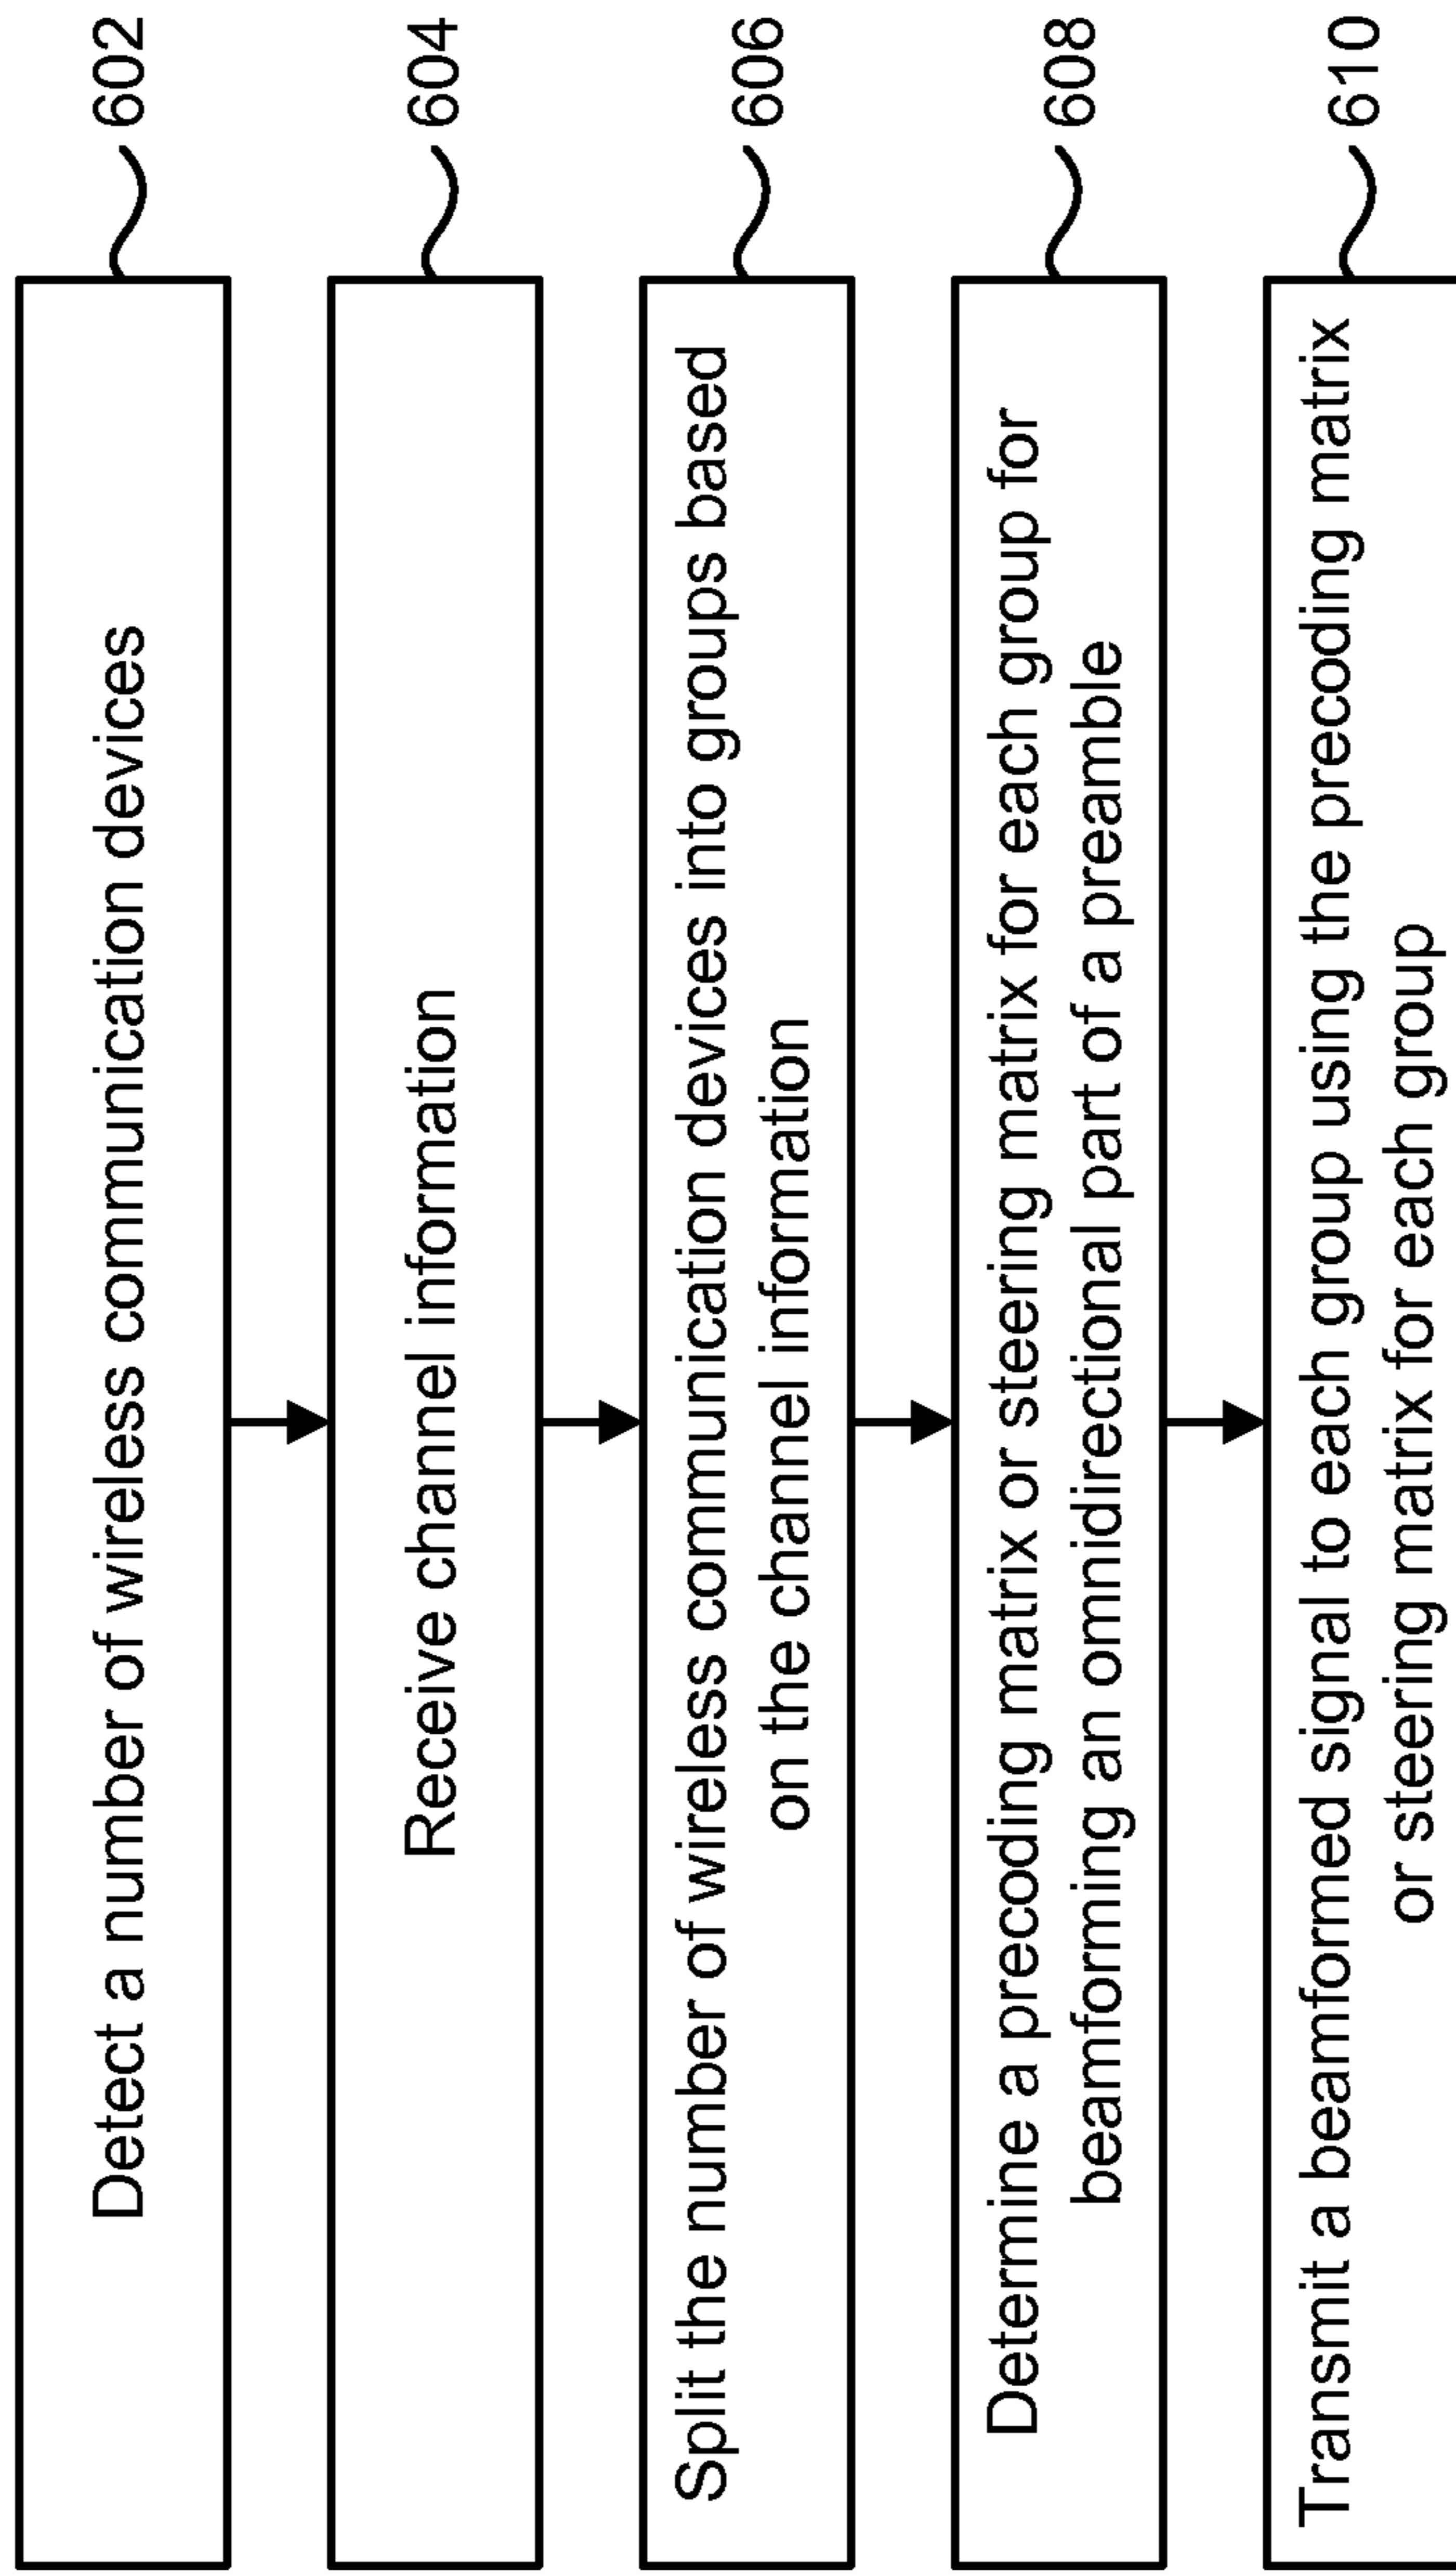 Detect a number of wireless communication devices
602
Receive channel information
604
Split the number of wireless communication devices into groups based
on the channel information
606
Determine a precoding matrix or steering matrix for each group for
beamforming an omnidirectional part of a preamble
608
Transmit a beamformed signal to each group using the precoding matrix
or steering matrix for each group
610